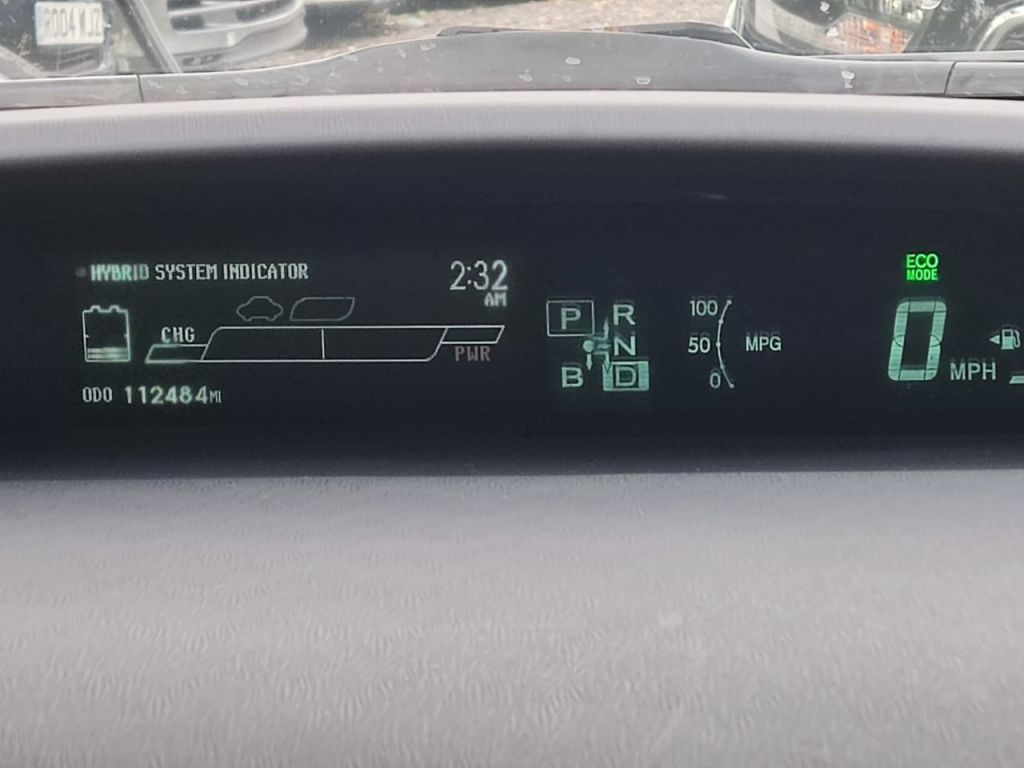 HYBRID SYSTEM INDICATOR
2:32
AM
CHG
PWR
ODO 112484MI
P R
N
B D
100
50 MPG
0
ECO
MODE
0 MPH